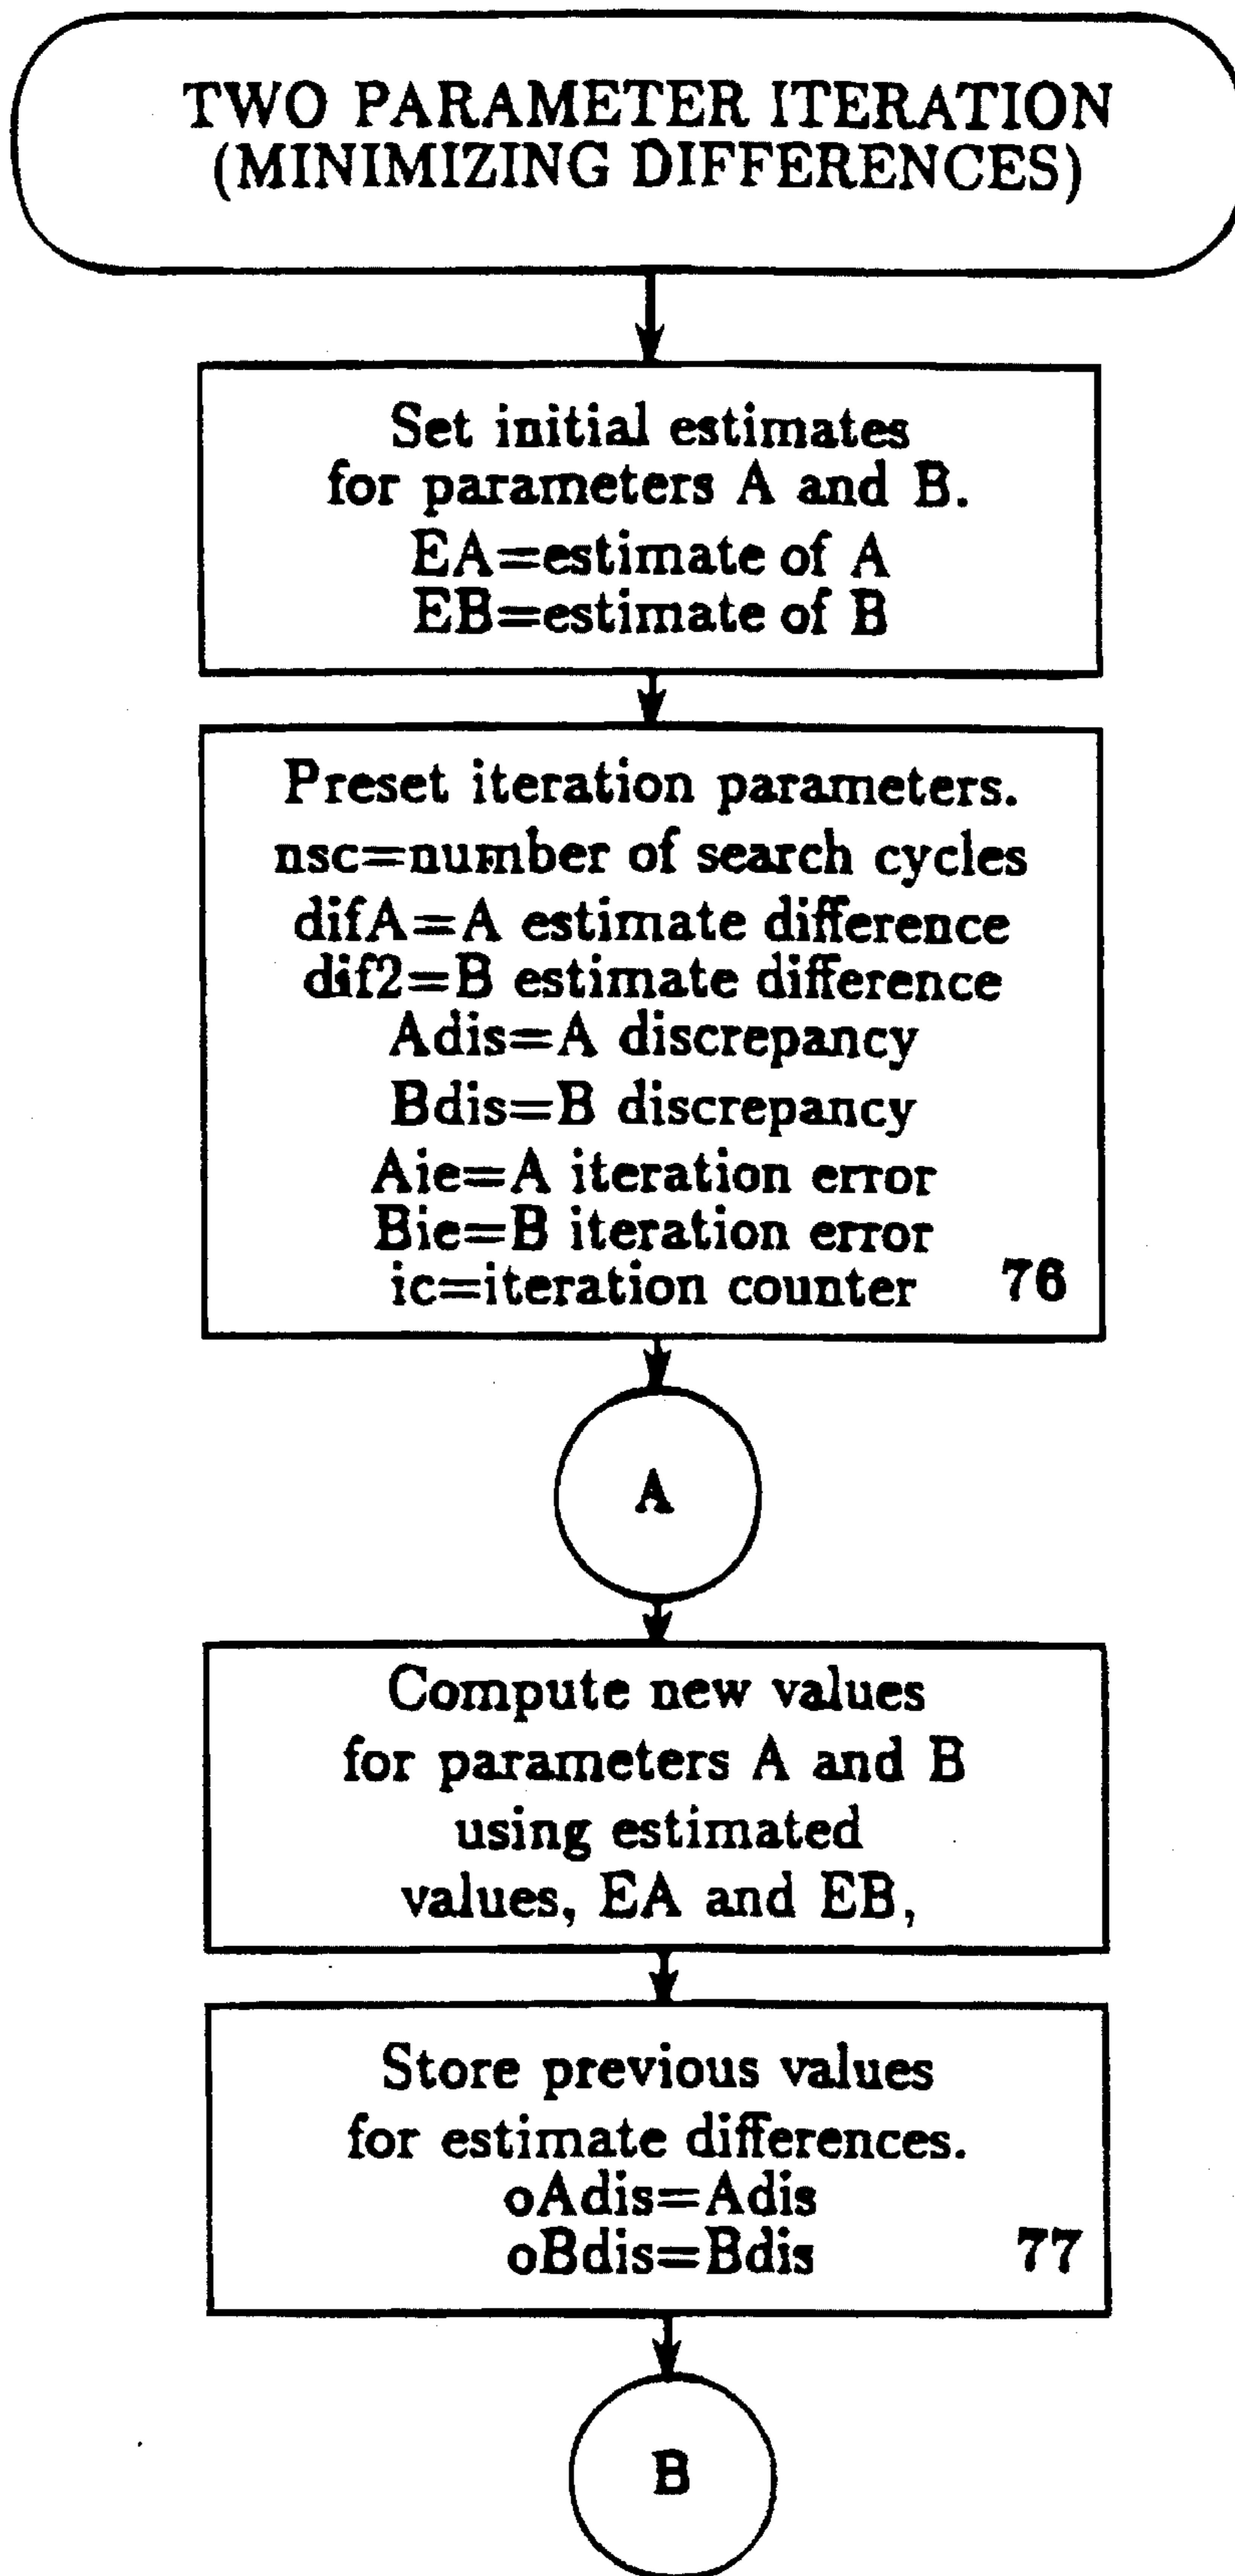 TWO PARAMETER ITERATION
(MINIMIZING DIFFERENCES)
Set initial estimates
for parameters A and B.
EA=estimate of A
EB=estimate of B
Preset iteration parameters.
nsc=number of search cycles
difA=A estimate difference
dif2=B estimate difference
Adis=A discrepancy
Bdis=B discrepancy
Aie=A iteration error
Bie=B iteration error
ic=iteration counter 76
A
Compute new values
for parameters A and B
using estimated
values, EA and EB,
Store previous values
for estimate differences.
oAdis=Adis
oBdis=Bdis 77
B